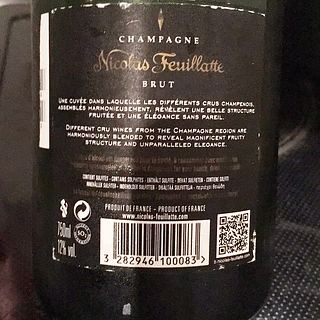 CHAMPAGNE
Nicolas Feuillatte
BRUT
UNE CUVÉE DANS LAQUELLE LES DIFFÉRENTS CRUS CHAMPENOIS,
ASSEMBLÉS HARMONIEUSEMENT, RÉVÈLENT UNE BELLE STRUCTURE
FRUITÉE ET UNE ÉLÉGANCE SANS PAREIL.
DIFFERENT CRU WINES FROM THE CHAMPAGNE REGION ARE
HARMONIOUSLY BLENDED TO REVEAL MAGNIFICENT FRUITY
STRUCTURE AND UNPARALLELED ELEGANCE.
CONTIENT SULFITES - CONTAINS SULPHITES -
PRODUIT DE FRANCE - PRODUCT OF FRANCE
www.nicolas-feuillatte.com
750ml
12% vol.
3 282946 100083 >